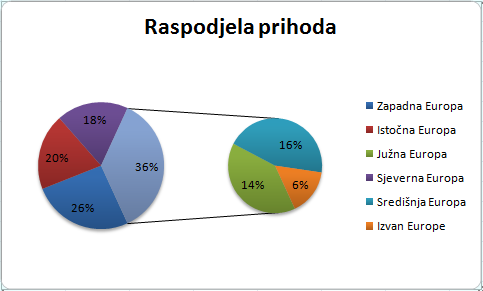 Raspodjela prihoda
18%
20%
36%
26%
16%
14%
6%
Zapadna Europa
Istočna Europa
Južna Europa
Sjeverna Europa
Središnja Europa
Izvan Europe